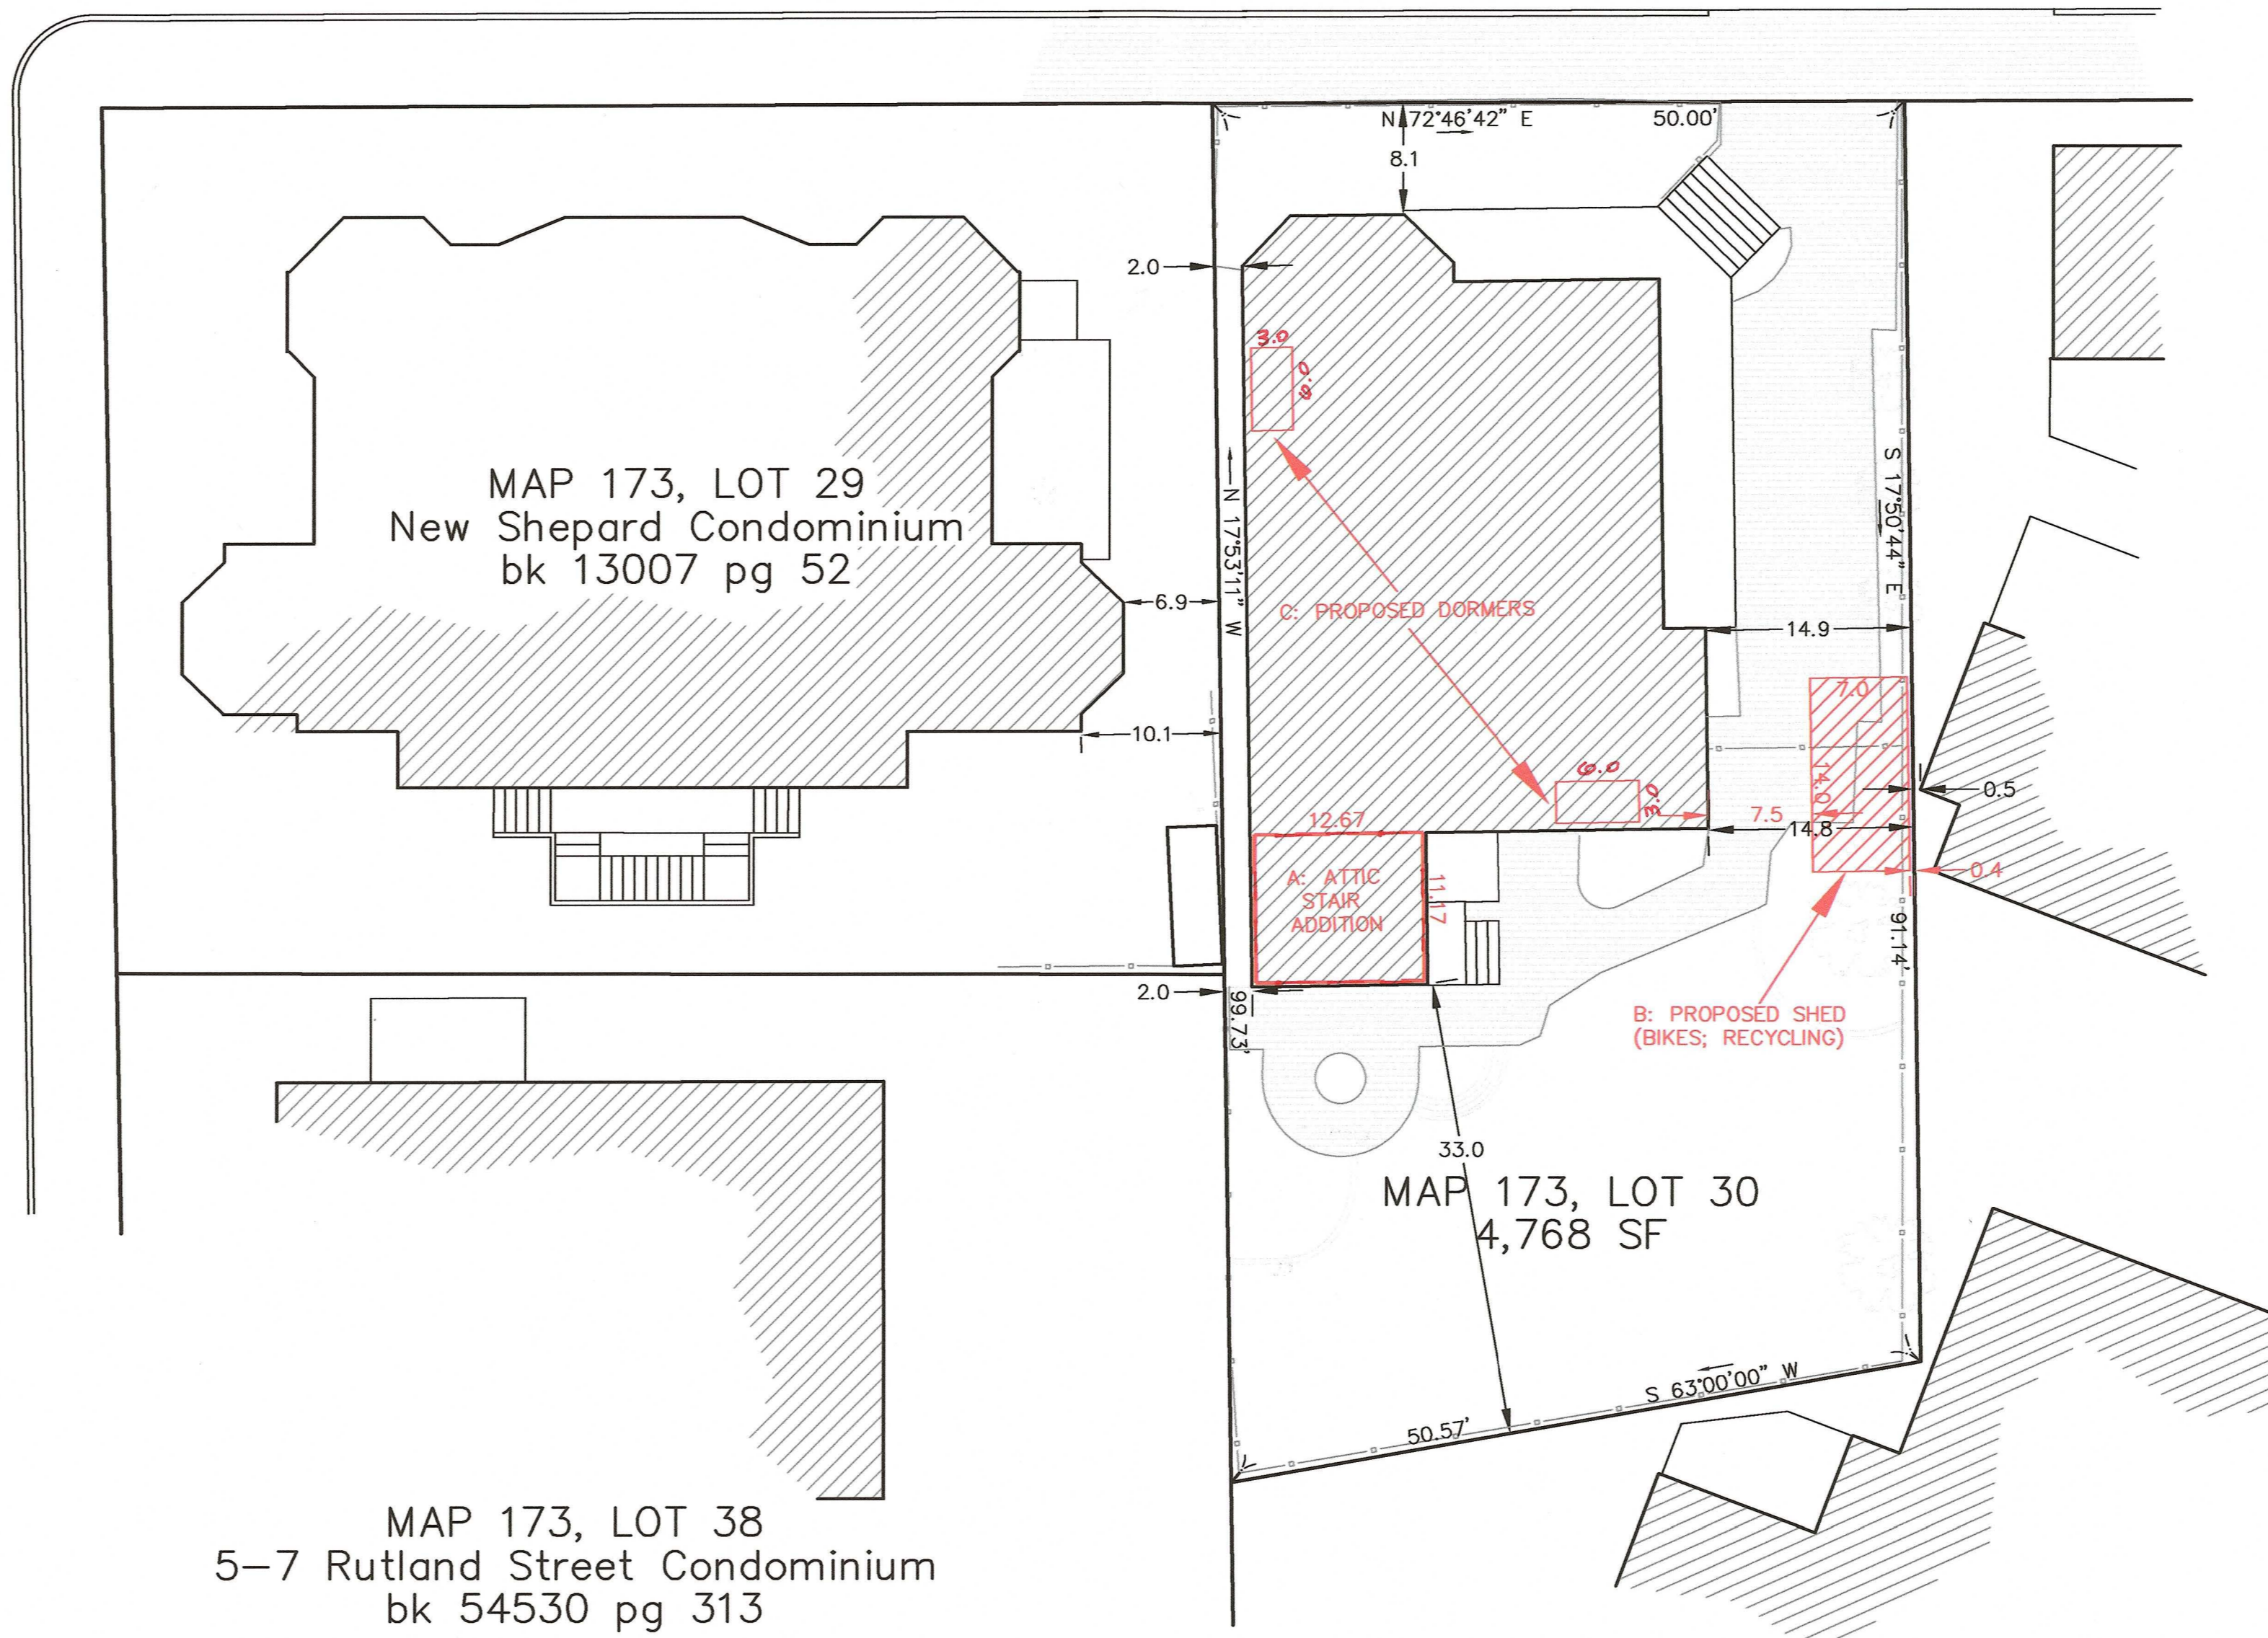 N 72°46'42" E
50.00'
8.1
2.0
3.0
6.0
MAP 173, LOT 29
New Shepard Condominium
bk 13007 pg 52
N 17°53'11" W
S 17°50'44" E
6.9
C: PROPOSED DORMERS
14.9
7.0
10.1
14.0
6.0
3.0
0.5
12.67
7.5
14.8
A: ATTIC
STAIR
ADDITION
11.17
0.4
91.14'
2.0
99.73'
B: PROPOSED SHED
(BIKES; RECYCLING)
33.0
MAP 173, LOT 30
4,768 SF
S 63°00'00" W
50.57'
MAP 173, LOT 38
5-7 Rutland Street Condominium
bk 54530 pg 313